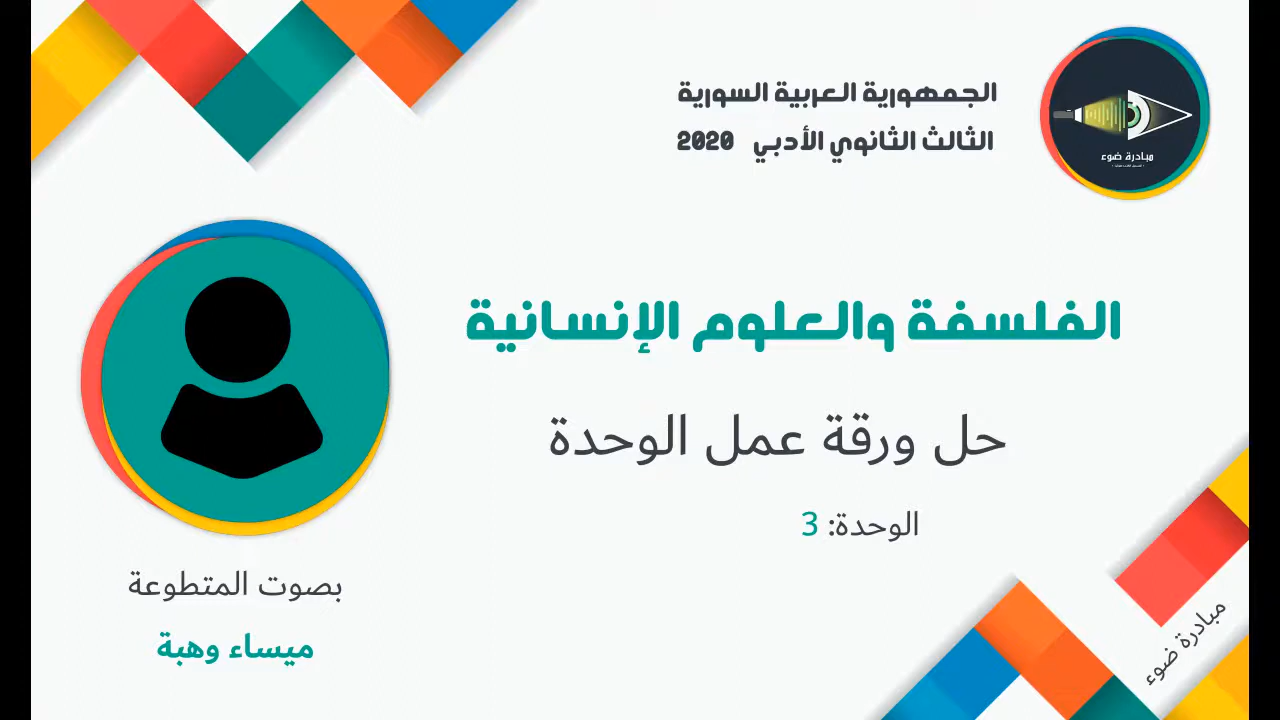 الجمهورية العربية السورية
الثالث الثانوي الأدبي 2020
مبادرة ضوء
الفلسفة والعلوم الإنسانية
حل ورقة عمل الوحدة
الوحدة: 3
بصوت المتطوعة
ميساء وهبة
مبادرة ضوء